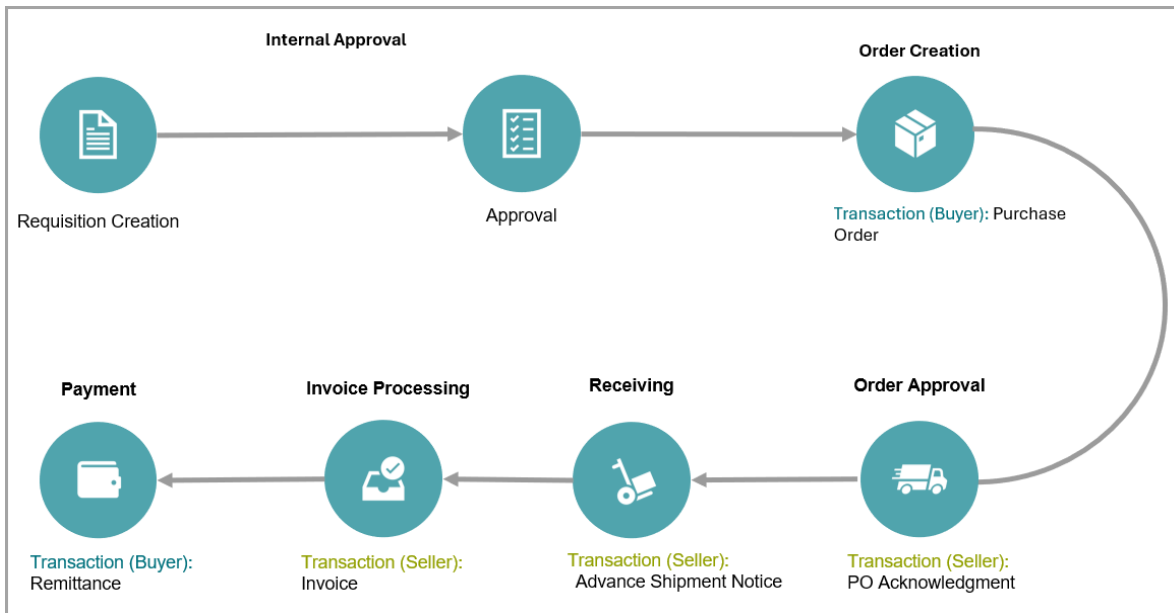 Internal Approval
Order Creation
Requisition Creation
Approval
Transaction (Buyer): Purchase
Order
Payment
Invoice Processing
Receiving
Order Approval
Transaction (Buyer):
Remittance
Transaction (Seller):
Invoice
Transaction (Seller):
Advance Shipment Notice
Transaction (Seller):
PO Acknowledgment